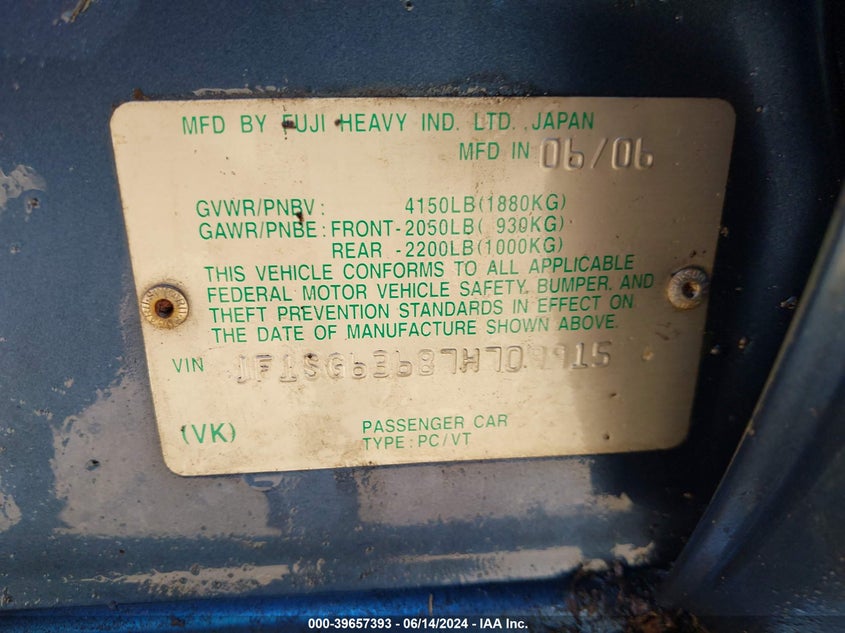 MFD BY FUJI HEAVY IND. LTD. JAPAN
MFD IN 06/06
GVWR/PNBV : 4150LB(1880KG)
GAWR/PNBE : FRONT-2050LB( 930KG)
REAR -2200LB(1000KG)
THIS VEHICLE CONFORMS TO ALL APPLICABLE
FEDERAL MOTOR VEHICLE SAFETY, BUMPER, AND
THEFT PREVENTION STANDARDS IN EFFECT ON
THE DATE OF MANUFACTURE SHOWN ABOVE.
VIN
(VK)
PASSENGER CAR
TYPE : PC/VT
000-39657393 - 06/14/2024 - IAA Inc.